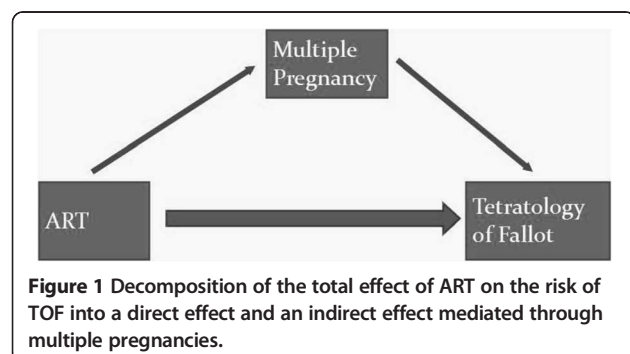 Multiple
Pregnancy
ART
Tetratology
of Fallot
Figure 1 Decomposition of the total effect of ART on the risk of
TOF into a direct effect and an indirect effect mediated through
multiple pregnancies.